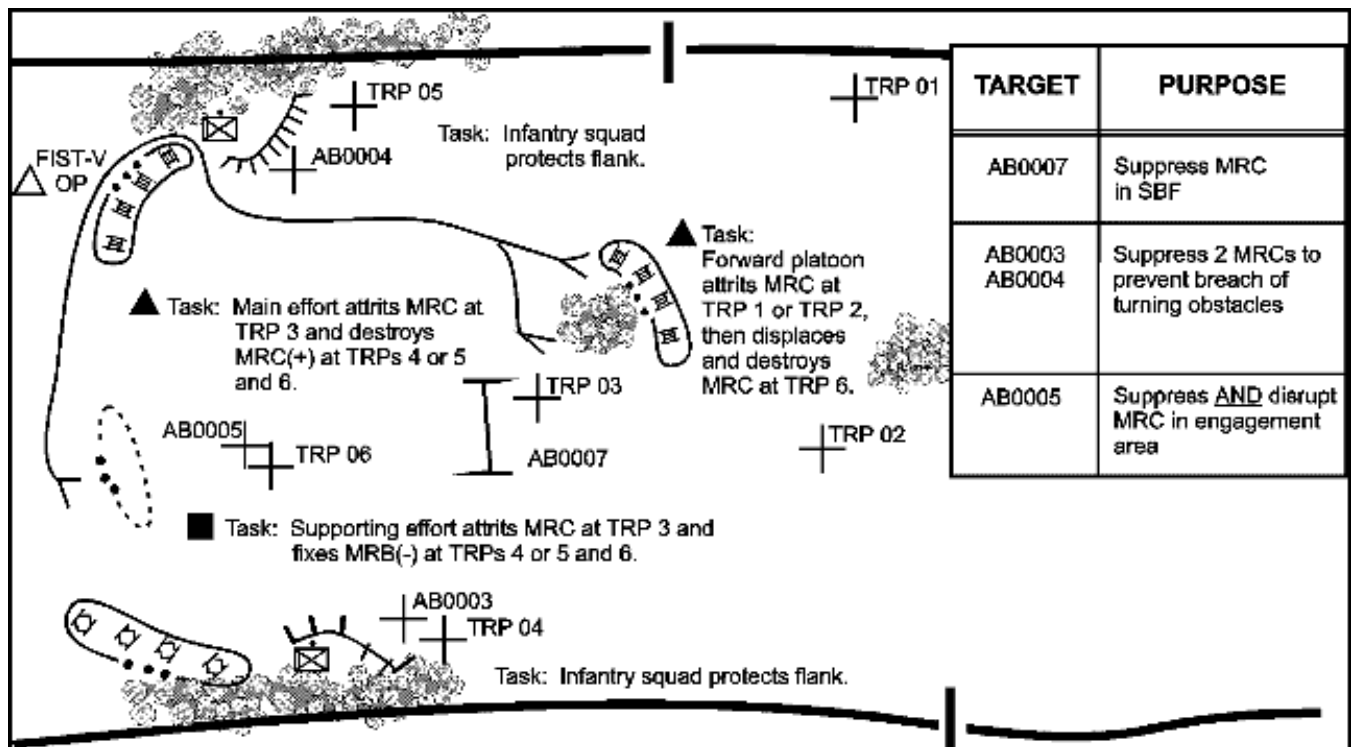 TRP 05
TRP 01
Task: Infantry squad
protects flank.
AB0004
FIST-V
OP
Task:
Forward platoon
attrits MRC at
TRP 1 or TRP 2,
then displaces
and destroys
MRC at TRP 6.
Task: Main effort attrits MRC at
TRP 3 and destroys
MRC(+) at TRPs 4 or 5
and 6.
TRP 03
AB0005
TRP 06
AB0007
TRP 02
Task: Supporting effort attrits MRC at TRP 3 and
fixes MRB(-) at TRPs 4 or 5 and 6.
AB0003
TRP 04
Task: Infantry squad protects flank.
TARGET PURPOSE
AB0007 Suppress MRC
in SBF
AB0003 Suppress 2 MRCs to
AB0004 prevent breach of
turning obstacles
AB0005 Suppress AND disrupt
MRC in engagement
area